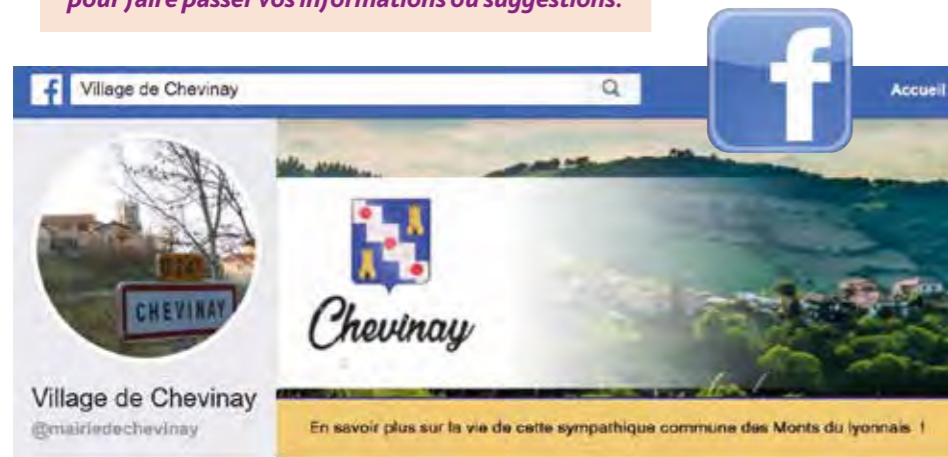 pour faire passer vos informations ou suggestions.
Village de Chevinay
Accueil
CHEVINAY
Chevinay
Village de Chevinay
@mairiedechevinay
En savoir plus sur la vie de cette sympathique commune des Monts du lyonnais !